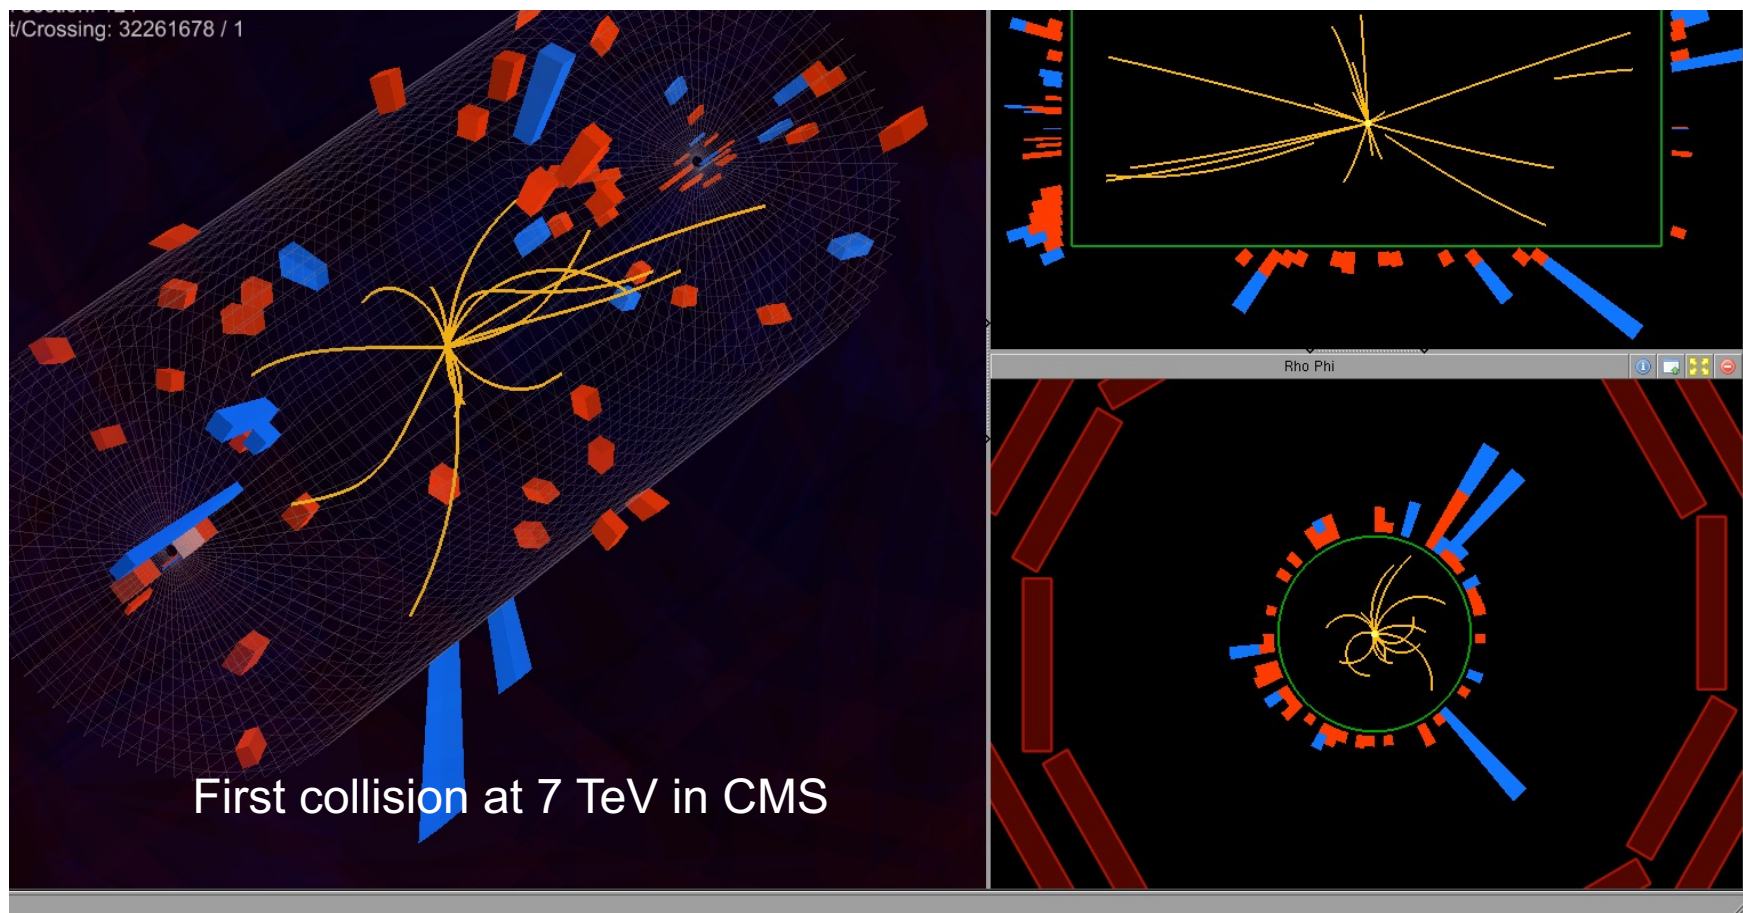 t/Crossing: 32261678 / 1
Rho Phi
First collision at 7 TeV in CMS